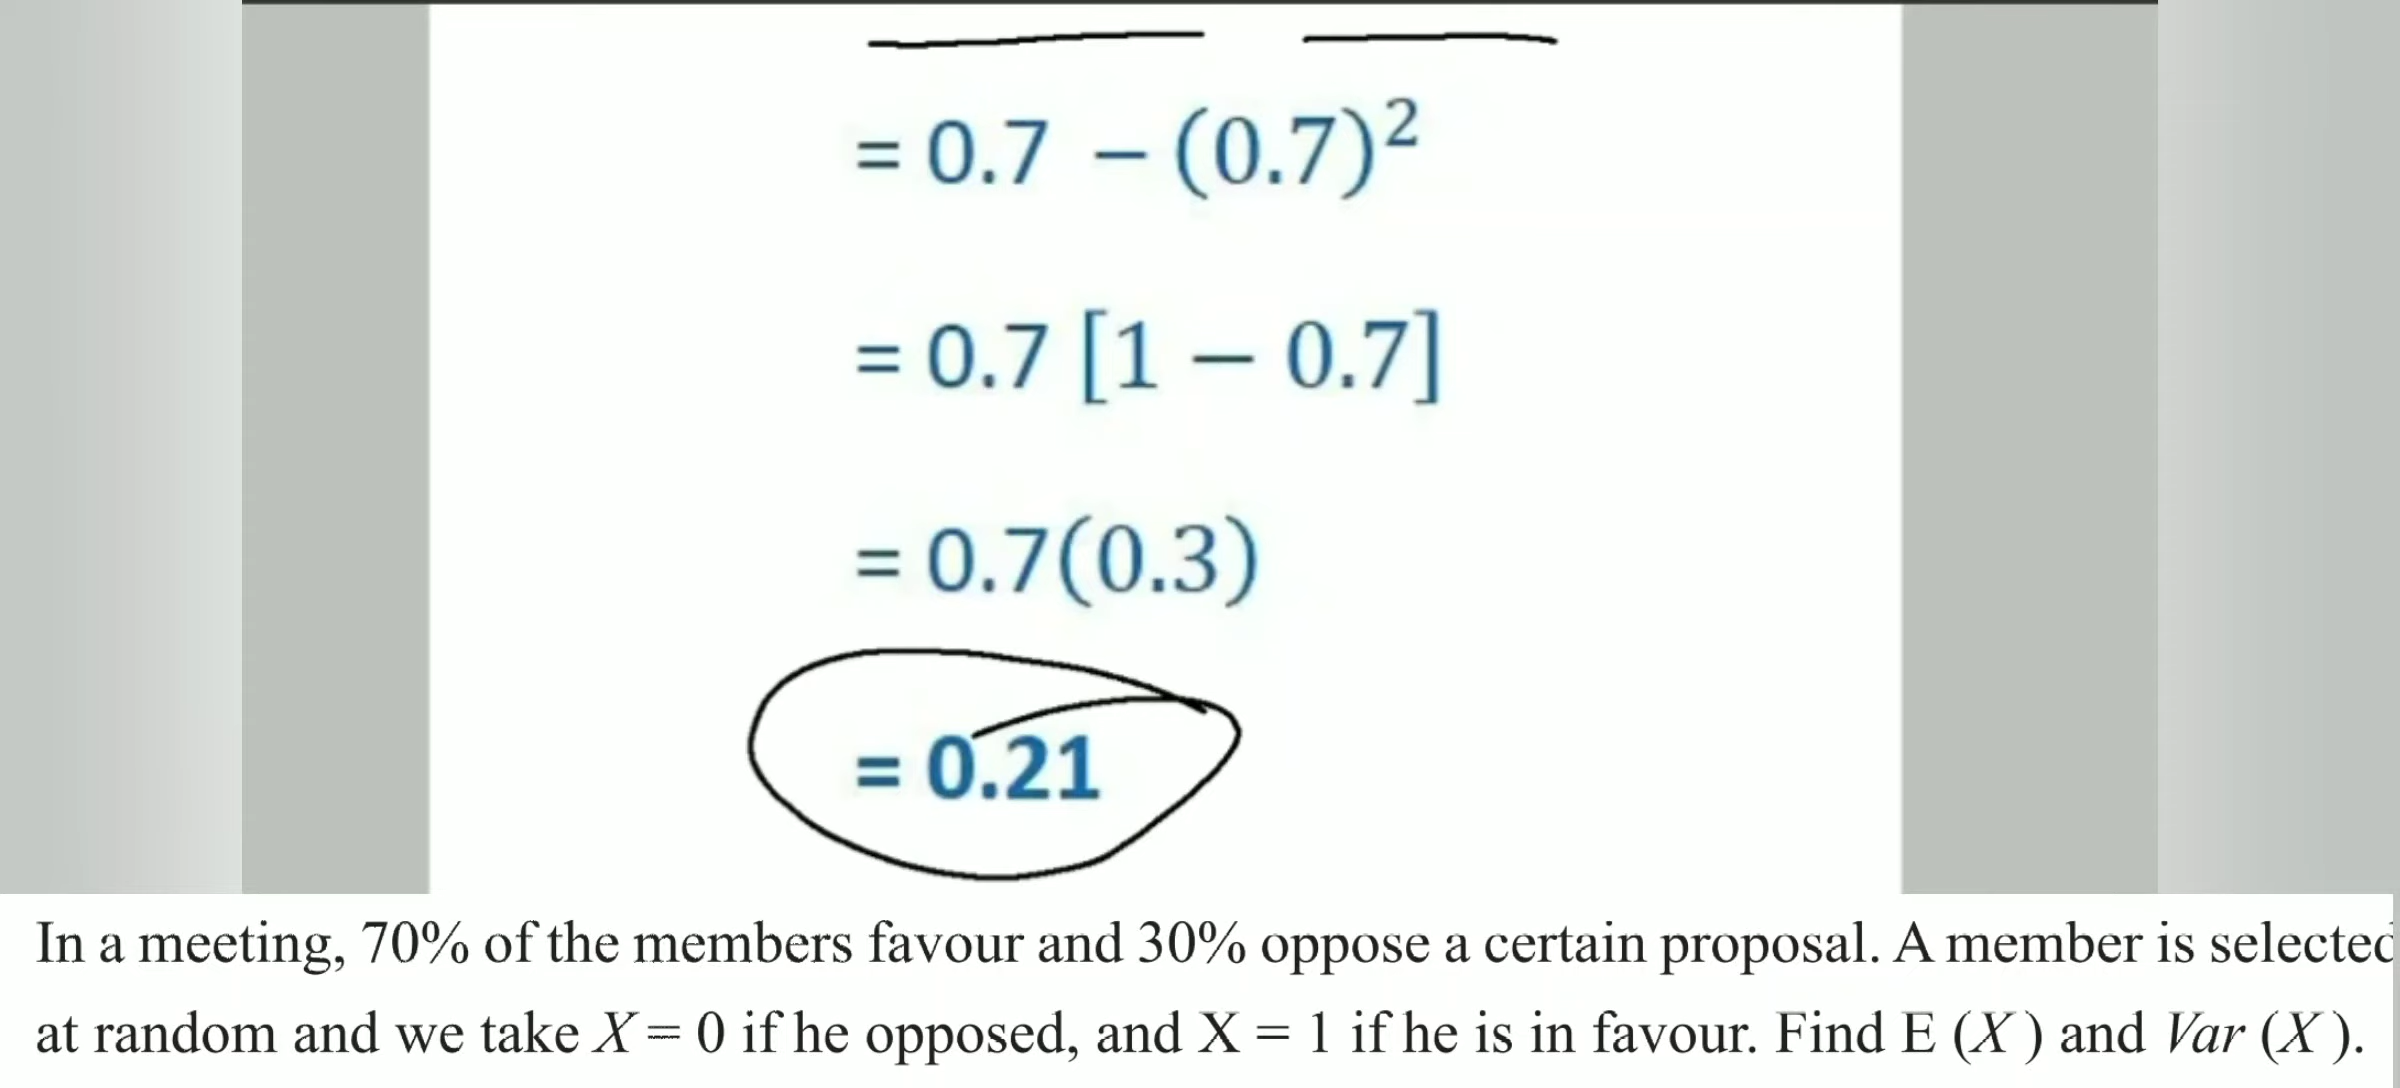 = 0.7 – (0.7)²
= 0.7 [1 – 0.7]
= 0.7(0.3)
= 0.21
In a meeting, 70% of the members favour and 30% oppose a certain proposal. A member is selected
at random and we take X = 0 if he opposed, and X = 1 if he is in favour. Find E (X) and Var (X).